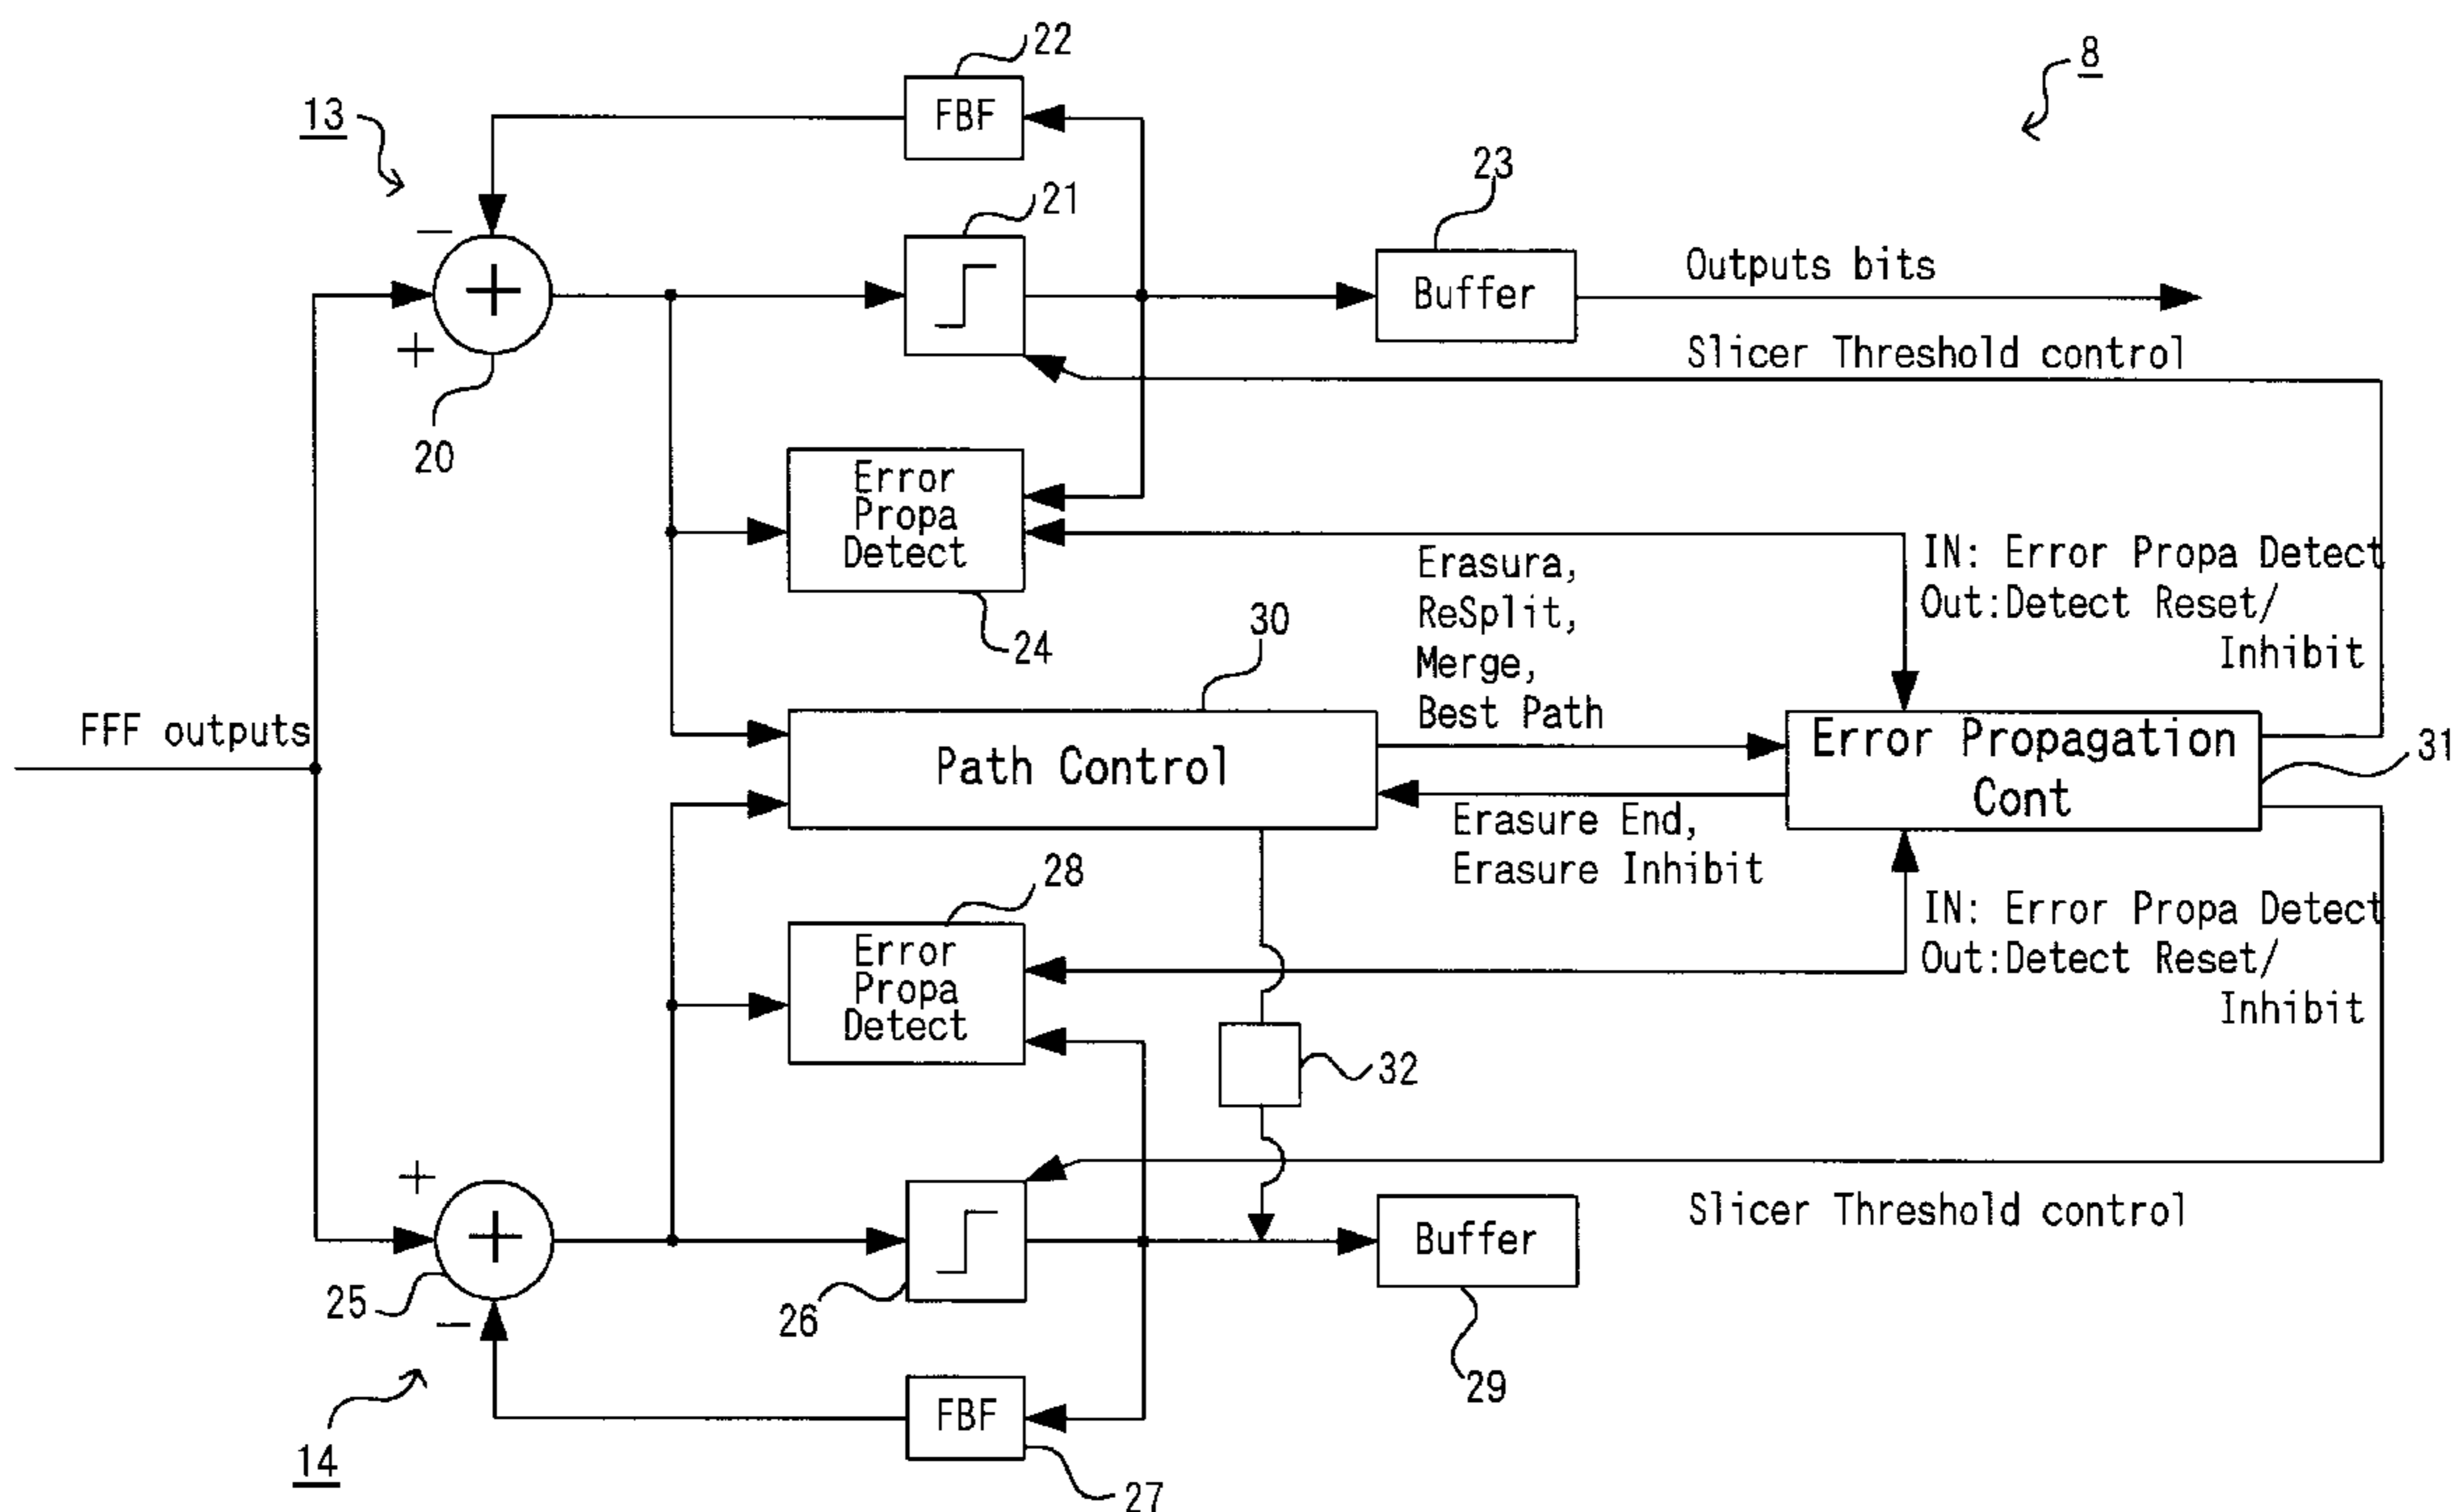 22
8
13
FBF
21
23
−
+
Buffer
Outputs bits
+
Slicer Threshold control
20
Error
Propa
Detect
24
Erasura,
ReSplit,
Merge,
Best Path
IN: Error Propa Detect
Out:Detect Reset/
Inhibit
30
FFF outputs
Path Control
Error Propagation
Cont
31
Erasure End,
Erasure Inhibit
28
Error
Propa
Detect
IN: Error Propa Detect
Out:Detect Reset/
Inhibit
32
+
+
Slicer Threshold control
Buffer
25
−
26
29
FBF
14
27